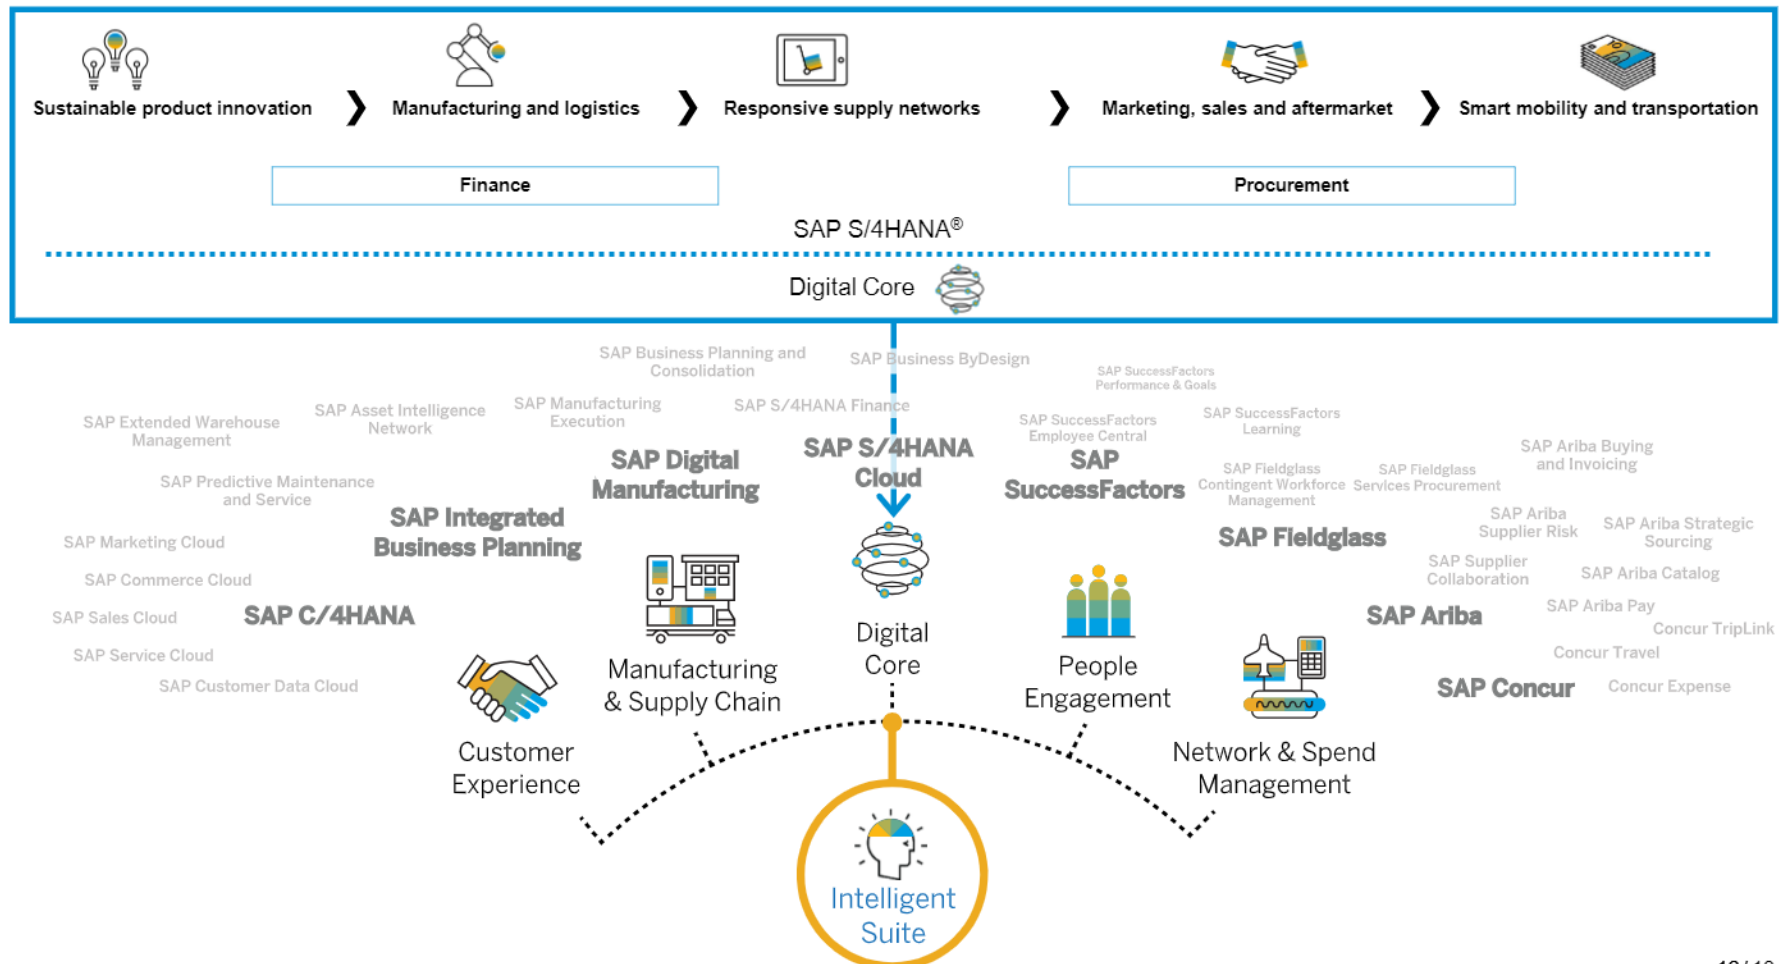 Sustainable product innovation
Manufacturing and logistics
Responsive supply networks
Marketing, sales and aftermarket
Smart mobility and transportation
Finance
Procurement
SAP S/4HANA®
Digital Core
SAP Business Planning and
Consolidation
SAP Business ByDesign
SAP SuccessFactors
Performance & Goals
SAP Extended Warehouse
Management
SAP Asset Intelligence
Network
SAP Manufacturing
Execution
SAP S/4HANA Finance
SAP SuccessFactors
Employee Central
SAP SuccessFactors
Learning
SAP Digital
Manufacturing
SAP S/4HANA
Cloud
SAP
SuccessFactors
SAP Ariba Buying
and Invoicing
SAP Predictive Maintenance
and Service
SAP Fieldglass
Contingent Workforce
Management
SAP Fieldglass
Services Procurement
SAP Integrated
Business Planning
SAP Fieldglass
SAP Ariba
Supplier Risk
SAP Ariba Strategic
Sourcing
SAP Marketing Cloud
SAP Supplier
Collaboration
SAP Ariba Catalog
SAP Commerce Cloud
SAP Sales Cloud
SAP C/4HANA
SAP Ariba
SAP Ariba Pay
Concur TripLink
SAP Service Cloud
Concur Travel
SAP Customer Data Cloud
SAP Concur
Concur Expense
Customer
Experience
Manufacturing
& Supply Chain
Digital
Core
People
Engagement
Network & Spend
Management
Intelligent
Suite